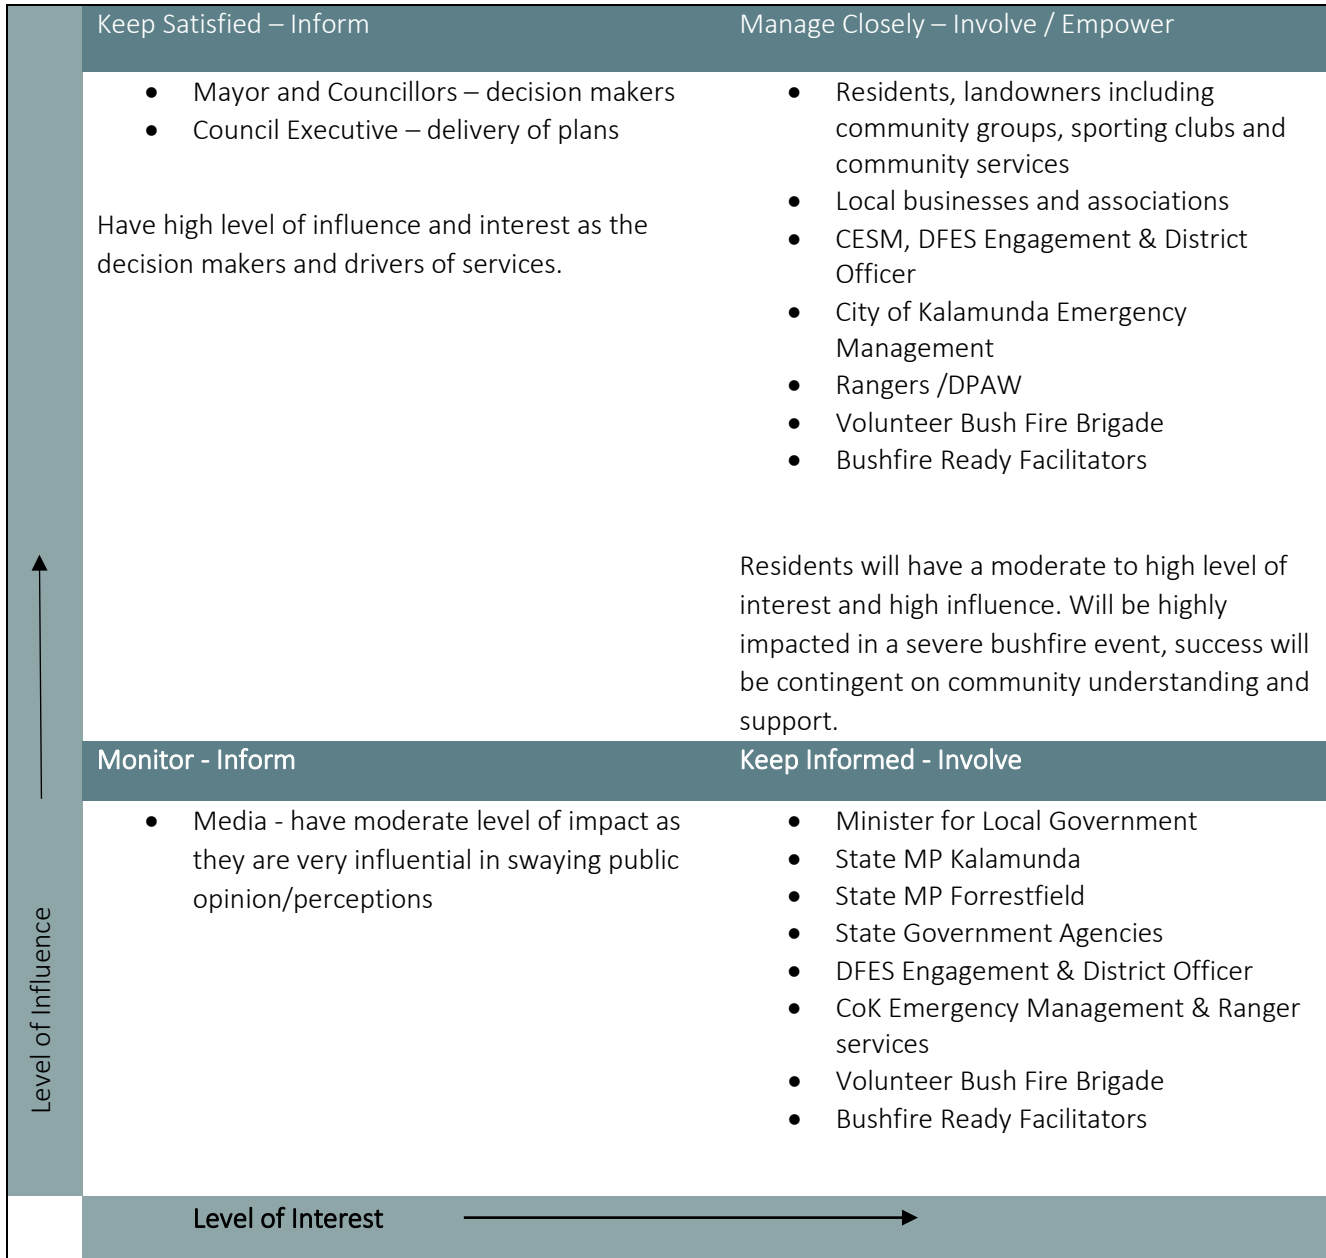 Keep Satisfied – Inform
Manage Closely – Involve / Empower
● Mayor and Councillors – decision makers
● Council Executive – delivery of plans
Have high level of influence and interest as the
decision makers and drivers of services.
● Residents, landowners including
community groups, sporting clubs and
community services
● Local businesses and associations
● CESM, DFES Engagement & District
Officer
● City of Kalamunda Emergency
Management
● Rangers /DPAW
● Volunteer Bush Fire Brigade
● Bushfire Ready Facilitators
Residents will have a moderate to high level of
interest and high influence. Will be highly
impacted in a severe bushfire event, success will
be contingent on community understanding and
support.
Monitor - Inform
Keep Informed - Involve
● Media - have moderate level of impact as
they are very influential in swaying public
opinion/perceptions
● Minister for Local Government
● State MP Kalamunda
● State MP Forrestfield
● State Government Agencies
● DFES Engagement & District Officer
● CoK Emergency Management & Ranger
services
● Volunteer Bush Fire Brigade
● Bushfire Ready Facilitators
Level of Influence
Level of Interest